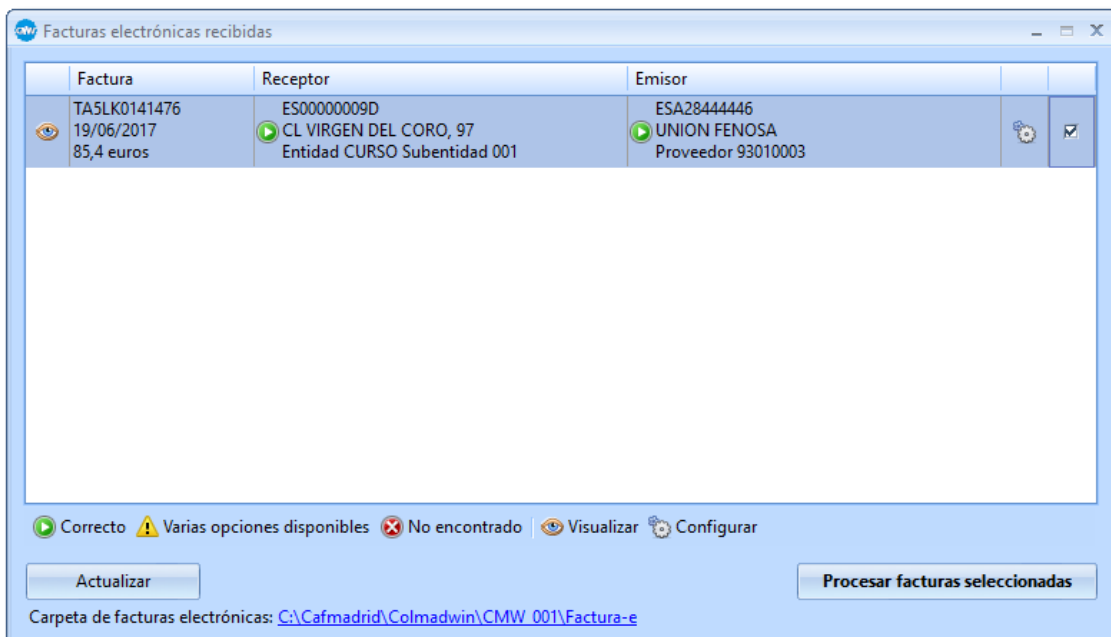 CMW Facturas electrónicas recibidas
Factura Receptor Emisor
TA5LK0141476
19/06/2017
85,4 euros
ES00000009D
CL VIRGEN DEL CORO, 97
Entidad CURSO Subentidad 001
ESA28444446
UNION FENOSA
Proveedor 93010003
Correcto Varias opciones disponibles No encontrado Visualizar Configurar
Actualizar Procesar facturas seleccionadas
Carpeta de facturas electrónicas: C:\Cafmadrid\Colmadwin\CMW_001\Factura-e